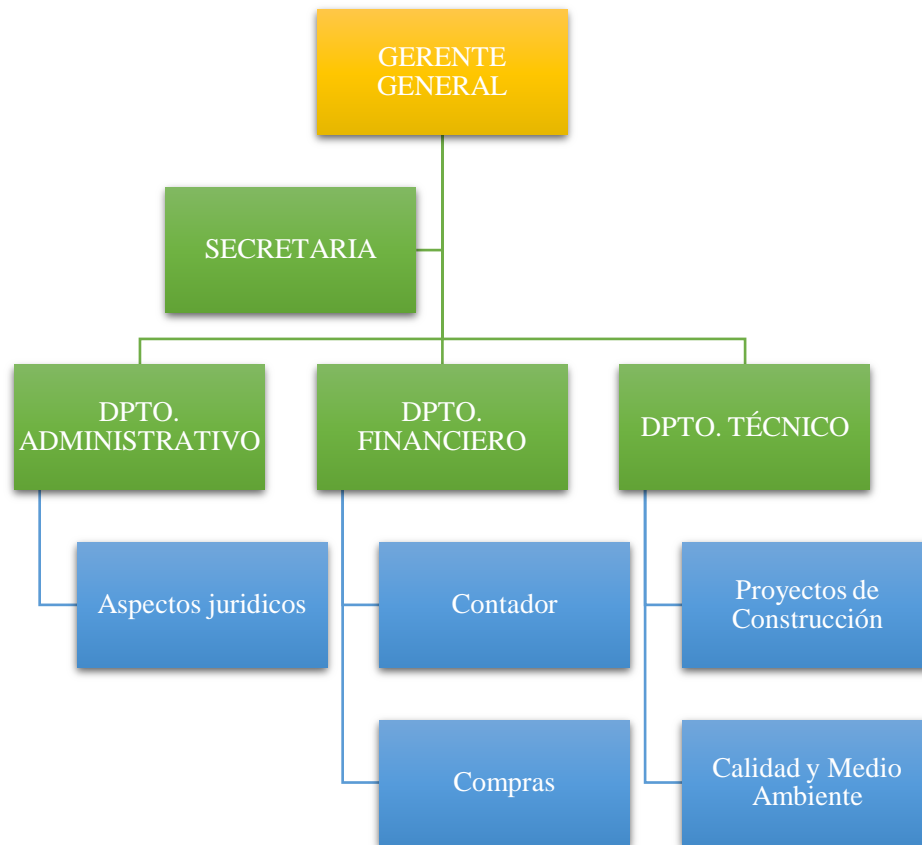 GERENTE
GENERAL
SECRETARIA
DPTO.
ADMINISTRATIVO
DPTO.
FINANCIERO
DPTO. TÉCNICO
Aspectos juridicos
Contador
Proyectos de
Construcción
Compras
Calidad y Medio
Ambiente